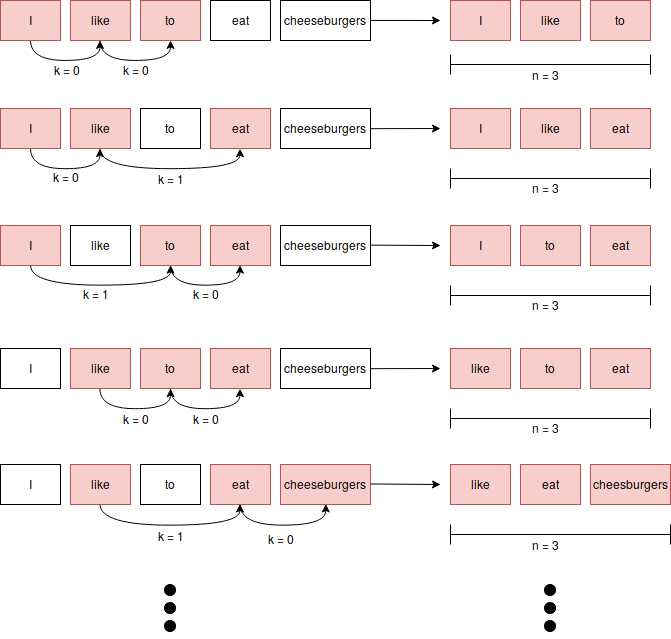 I like to eat cheeseburgers I like to
k = 0 k = 0 n = 3
I like to eat cheeseburgers I like eat
k = 0 k = 1 n = 3
I like to eat cheeseburgers I to eat
k = 1 k = 0 n = 3
I like to eat cheeseburgers like to eat
k = 0 k = 0 n = 3
I like to eat cheeseburgers like eat cheesburgers
k = 1 k = 0 n = 3